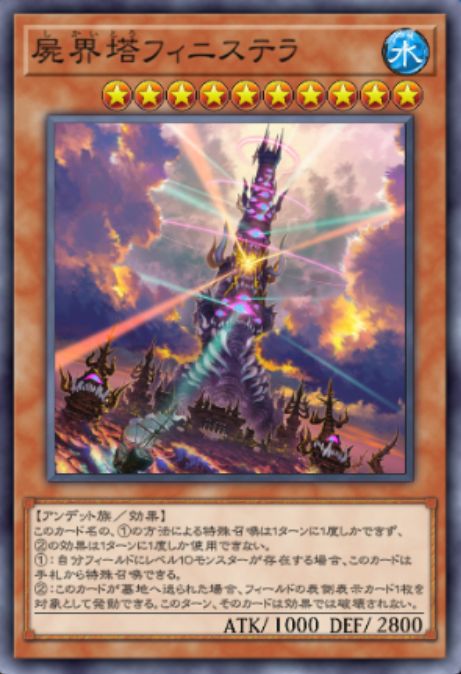 屍界塔フィニステラ
しかいとう
水
【アンデット族／効果】
このカード名の、①の方法による特殊召喚は1ターンに1度しかできず、
②の効果は1ターンに1度しか使用できない。
①：自分フィールドにレベル10モンスターが存在する場合、このカードは
手札から特殊召喚できる。
②：このカードが墓地へ送られた場合、フィールドの表側表示カード1枚を
対象として発動できる。このターン、そのカードは効果では破壊されない。
ATK/ 1000 DEF/ 2800